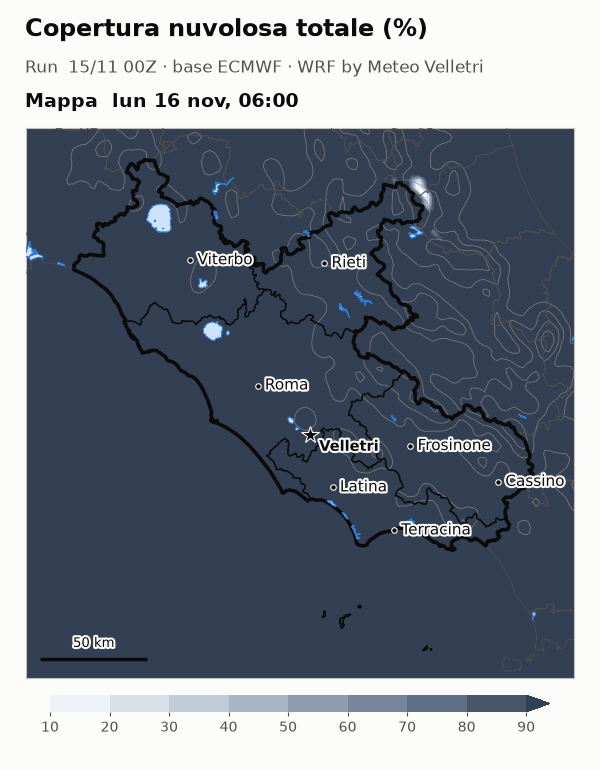 Copertura nuvolosa totale (%)
Run  15/11 00Z · base ECMWF · WRF by Meteo Velletri
Mappa  lun 16 nov, 06:00
Viterbo
Rieti
Roma
Velletri
Frosinone
Cassino
Latina
Terracina
50 km
10 20 30 40 50 60 70 80 90